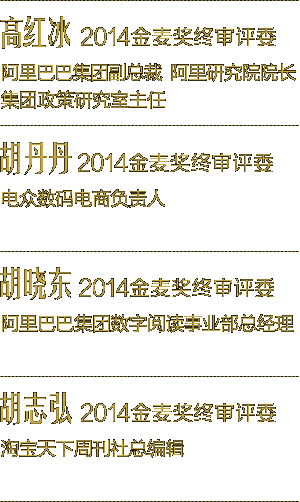 高红冰 2014金麦奖终审评委
阿里巴巴集团副总裁 阿里研究院院长
集团政策研究室主任
胡丹丹 2014金麦奖终审评委
电众数码电商负责人
胡晓东 2014金麦奖终审评委
阿里巴巴集团数字阅读事业部总经理
胡志弘 2014金麦奖终审评委
淘宝天下周刊社总编辑